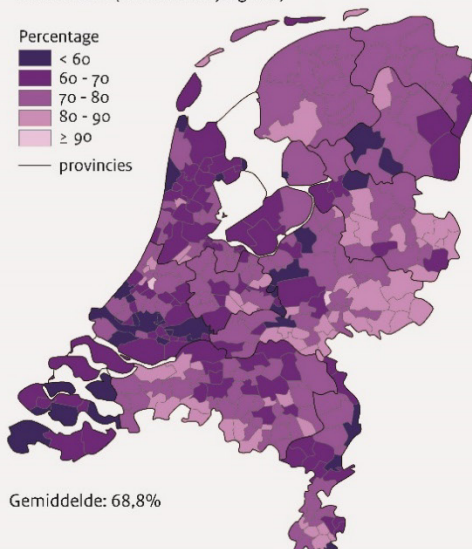 Percentage
< 60
60 - 70
70 - 80
80 - 90
≥ 90
provincies
Gemiddelde: 68,8%